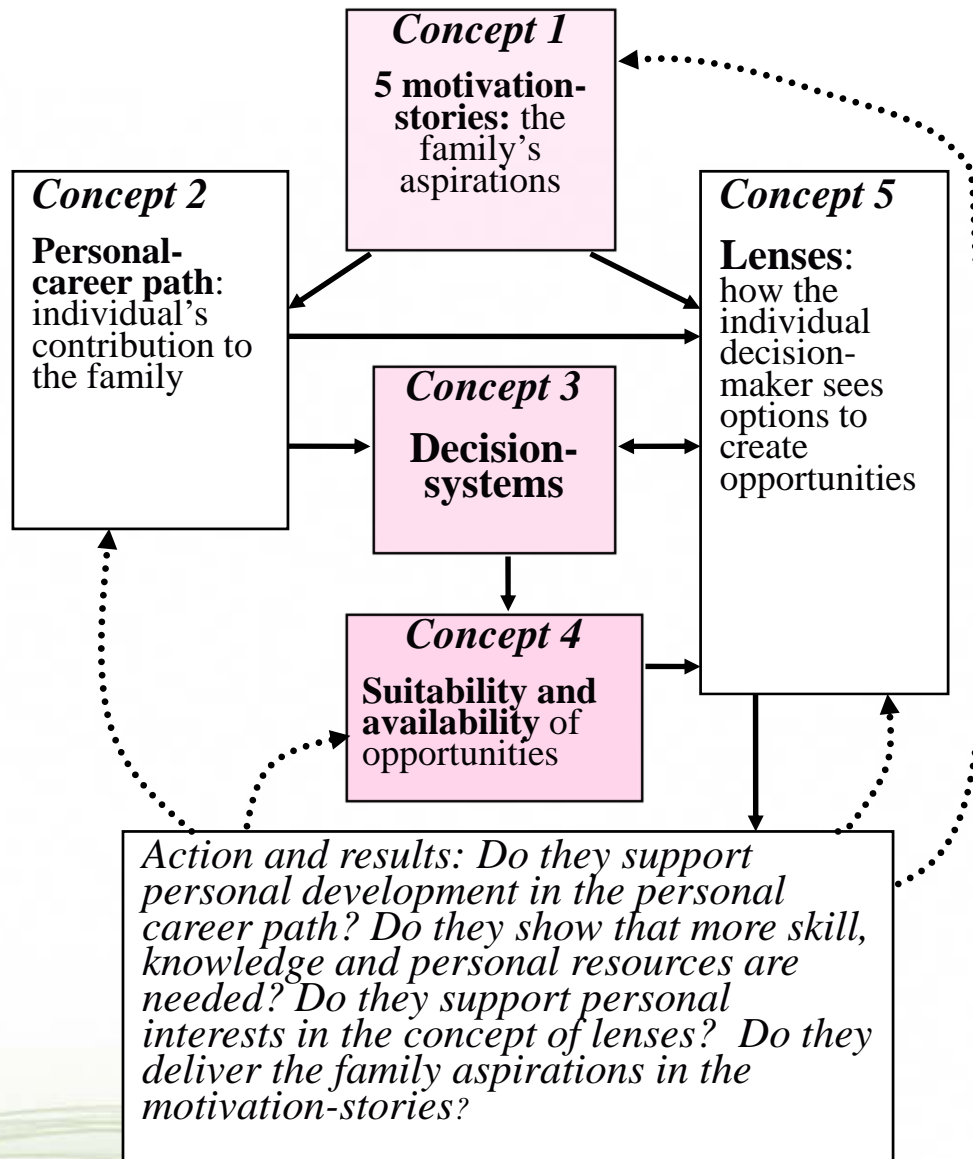 Concept 1
5 motivation-
stories: the
family's
aspirations
Concept 2
Personal-
career path:
individual's
contribution to
the family
Concept 5
Lenses:
how the
individual
decision-
maker sees
options to
create
opportunities
Concept 3
Decision-
systems
Concept 4
Suitability and
availability of
opportunities
Action and results: Do they support
personal development in the personal
career path? Do they show that more skill,
knowledge and personal resources are
needed? Do they support personal
interests in the concept of lenses?  Do they
deliver the family aspirations in the
motivation-stories?